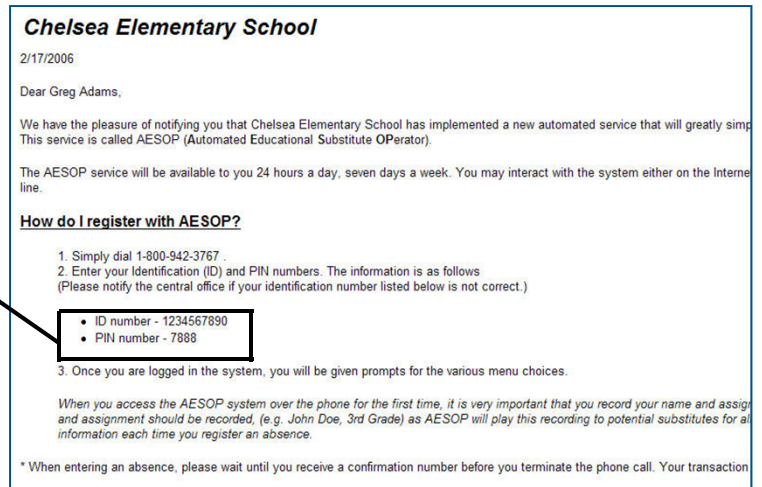 Chelsea Elementary School
2/17/2006
Dear Greg Adams,
We have the pleasure of notifying you that Chelsea Elementary School has implemented a new automated service that will greatly
This service is called AESOP (Automated Educational Substitute OPerator).
The AESOP service will be available to you 24 hours a day, seven days a week. You may interact with the system either on the
line.
How do I register with AESOP?
1. Simply dial 1-800-942-3767 .
2. Enter your Identification (ID) and PIN numbers. The information is as follows
(Please notify the central office if your identification number listed below is not correct.)
• ID number - 1234567890
• PIN number - 7888
3. Once you are logged in the system, you will be given prompts for the various menu choices.
When you access the AESOP system over the phone for the first time, it is very important that you record your name and
and assignment should be recorded, (e.g. John Doe, 3rd Grade) as AESOP will play this recording to potential substitutes for
information each time you register an absence.
* When entering an absence, please wait until you receive a confirmation number before you terminate the phone call. Your transaction